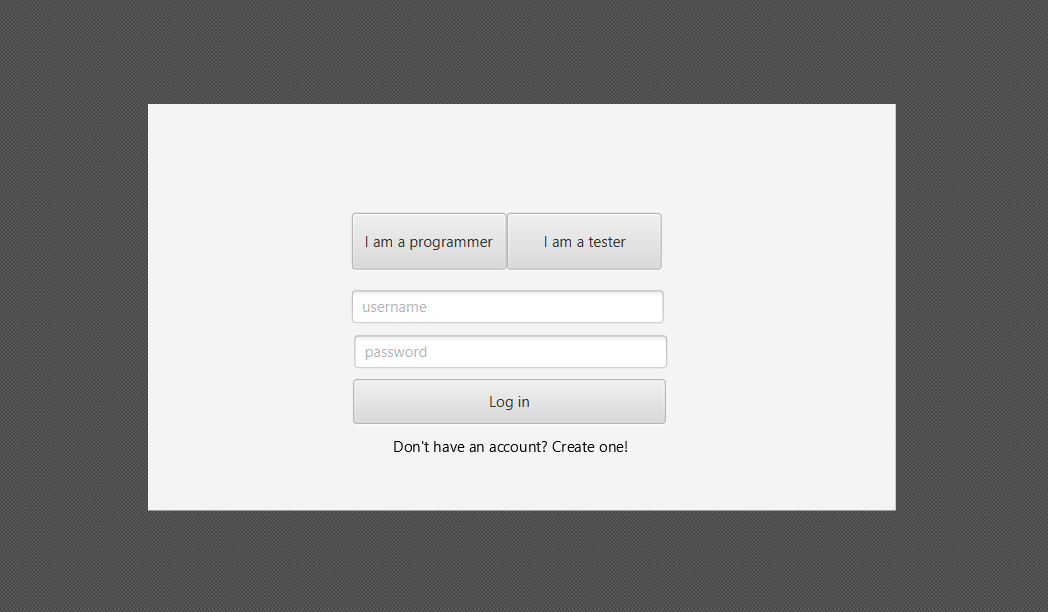 I am a programmer I am a tester
username
password
Log in
Don't have an account? Create one!